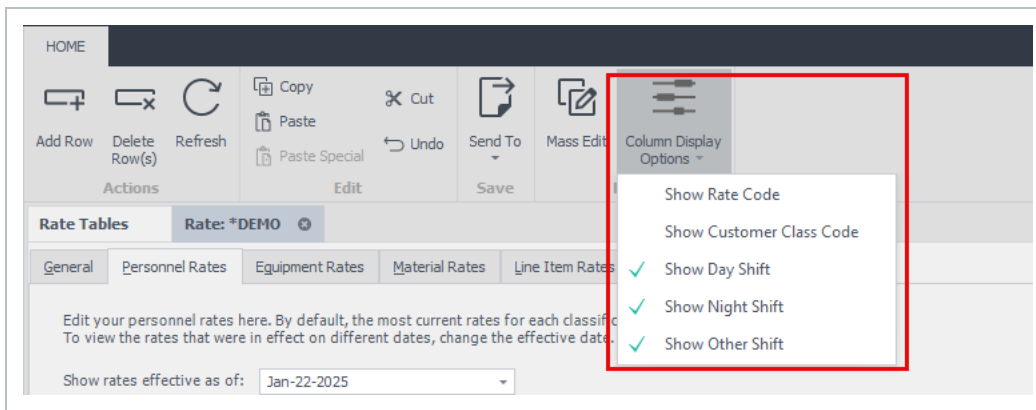 HOME
Add Row
Delete
Row(s)
Refresh
Copy
Paste
Paste Special
Cut
Undo
Send To
Mass Edit
Column Display
Options
Actions
Edit
Save
Show Rate Code
Show Customer Class Code
Show Day Shift
Show Night Shift
Show Other Shift
Rate Tables
Rate: *DEMO
General
Personnel Rates
Equipment Rates
Material Rates
Line Item Rates
Edit your personnel rates here. By default, the most current rates for each
To view the rates that were in effect on different dates, change the effective date.
Show rates effective as of:
Jan-22-2025